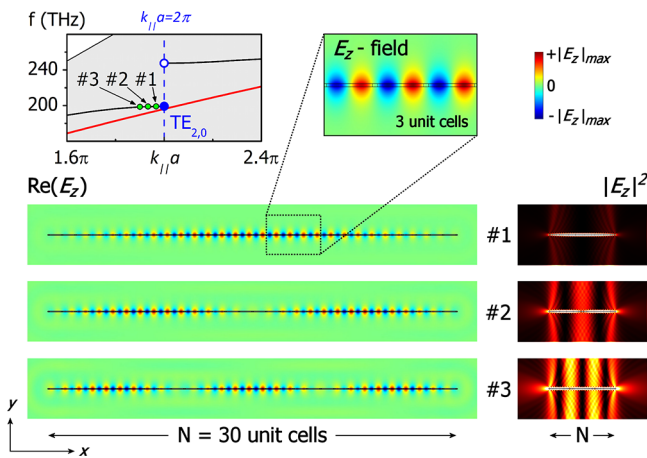 f (THz)
k//a=2π
240
#3 #2 #1
200
TE2,0
1.6π
k//a
2.4π
Ez - field
3 unit cells
+|Ez|max
0
- |Ez|max
Re(Ez)
|Ez|²
#1
#2
#3
y
x
N = 30 unit cells
N